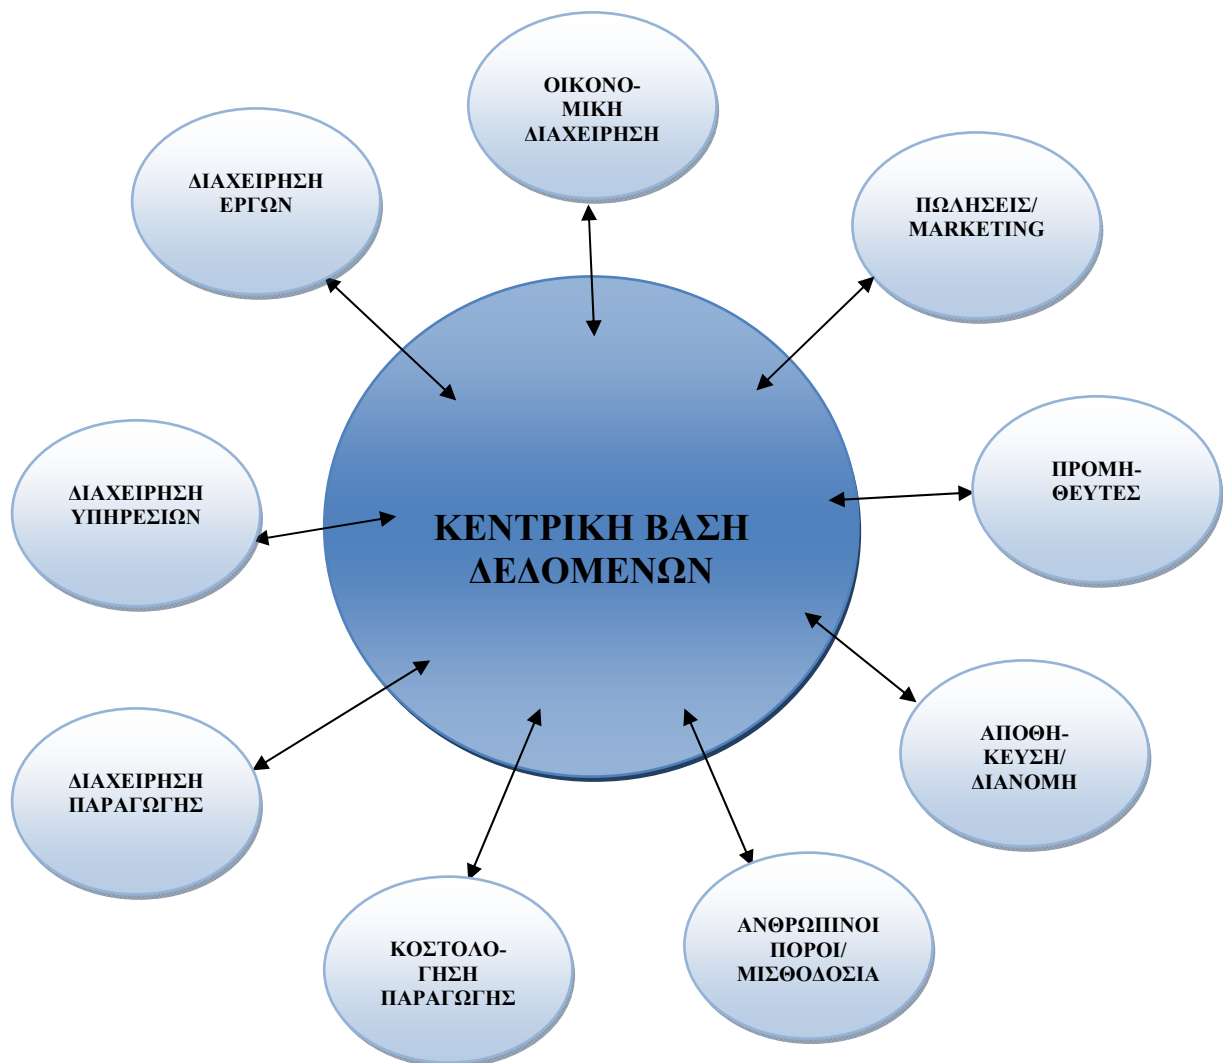 ΟΙΚΟΝΟ-
ΜΙΚΗ
ΔΙΑΧΕΙΡΗΣΗ
ΔΙΑΧΕΙΡΗΣΗ
ΕΡΓΩΝ
ΠΩΛΗΣΕΙΣ/
MARKETING
ΠΡΟΜΗ-
ΘΕΥΤΕΣ
ΔΙΑΧΕΙΡΗΣΗ
ΥΠΗΡΕΣΙΩΝ
ΚΕΝΤΡΙΚΗ ΒΑΣΗ
ΔΕΔΟΜΕΝΩΝ
ΑΠΟΘΗ-
ΚΕΥΣΗ/
ΔΙΑΝΟΜΗ
ΔΙΑΧΕΙΡΗΣΗ
ΠΑΡΑΓΩΓΗΣ
ΑΝΘΡΩΠΙΝΟΙ
ΠΟΡΟΙ/
ΜΙΣΘΟΔΟΣΙΑ
ΚΟΣΤΟΛΟ-
ΓΗΣΗ
ΠΑΡΑΓΩΓΗΣ